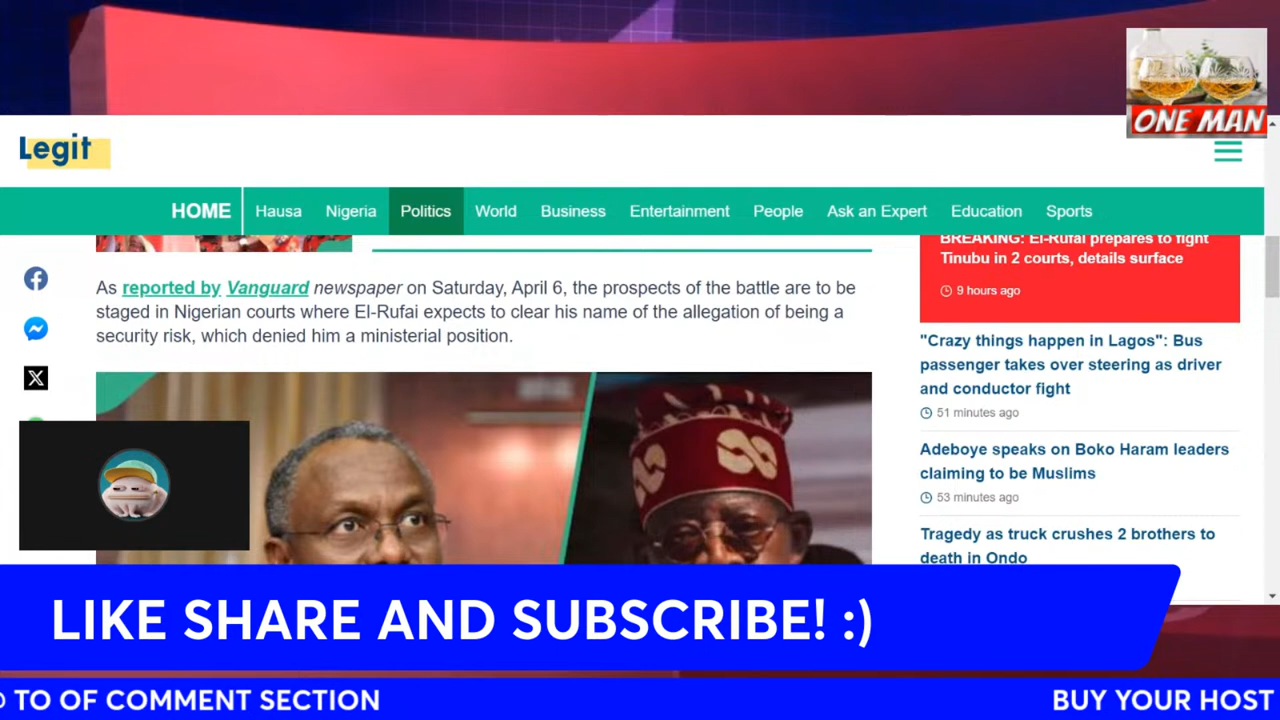 ONE MAN
Legit
HOME Hausa Nigeria Politics World Business Entertainment People Ask an Expert Education Sports
As reported by Vanguard newspaper on Saturday, April 6, the prospects of the battle are to be
staged in Nigerian courts where El-Rufai expects to clear his name of the allegation of being a
security risk, which denied him a ministerial position.
BREAKING: El-Rufai prepares to fight
Tinubu in 2 courts, details surface
9 hours ago
"Crazy things happen in Lagos": Bus
passenger takes over steering as driver
and conductor fight
51 minutes ago
Adeboye speaks on Boko Haram leaders
claiming to be Muslims
53 minutes ago
Tragedy as truck crushes 2 brothers to
death in Ondo
LIKE SHARE AND SUBSCRIBE! :)
TO OF COMMENT SECTION
BUY YOUR HOST